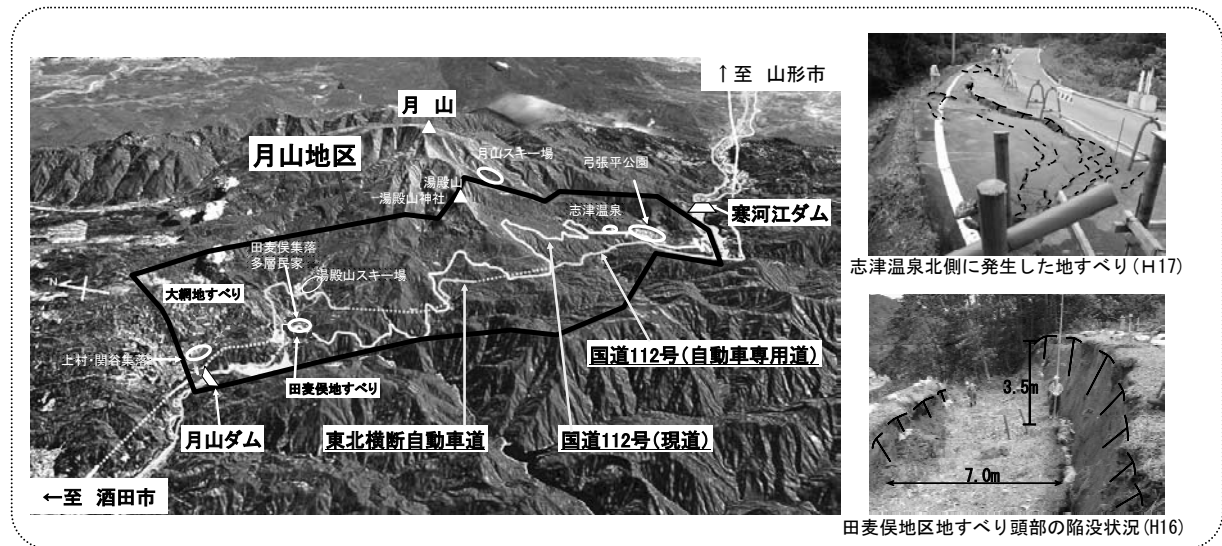 ↑至 山形市
月 山
月山地区
月山スキー場
弓張平公園
湯殿山
湯殿山神社
志津温泉
寒河江ダム
田麦俣集落
多層民家
湯殿山スキー場
N
大網地すべり
上村・関谷集落
国道112号(自動車専用道)
田麦俣地すべり
月山ダム
東北横断自動車道
国道112号(現道)
←至 酒田市
志津温泉北側に発生した地すべり(H17)
3.5m
7.0m
田麦俣地区地すべり頭部の陥没状況(H16)